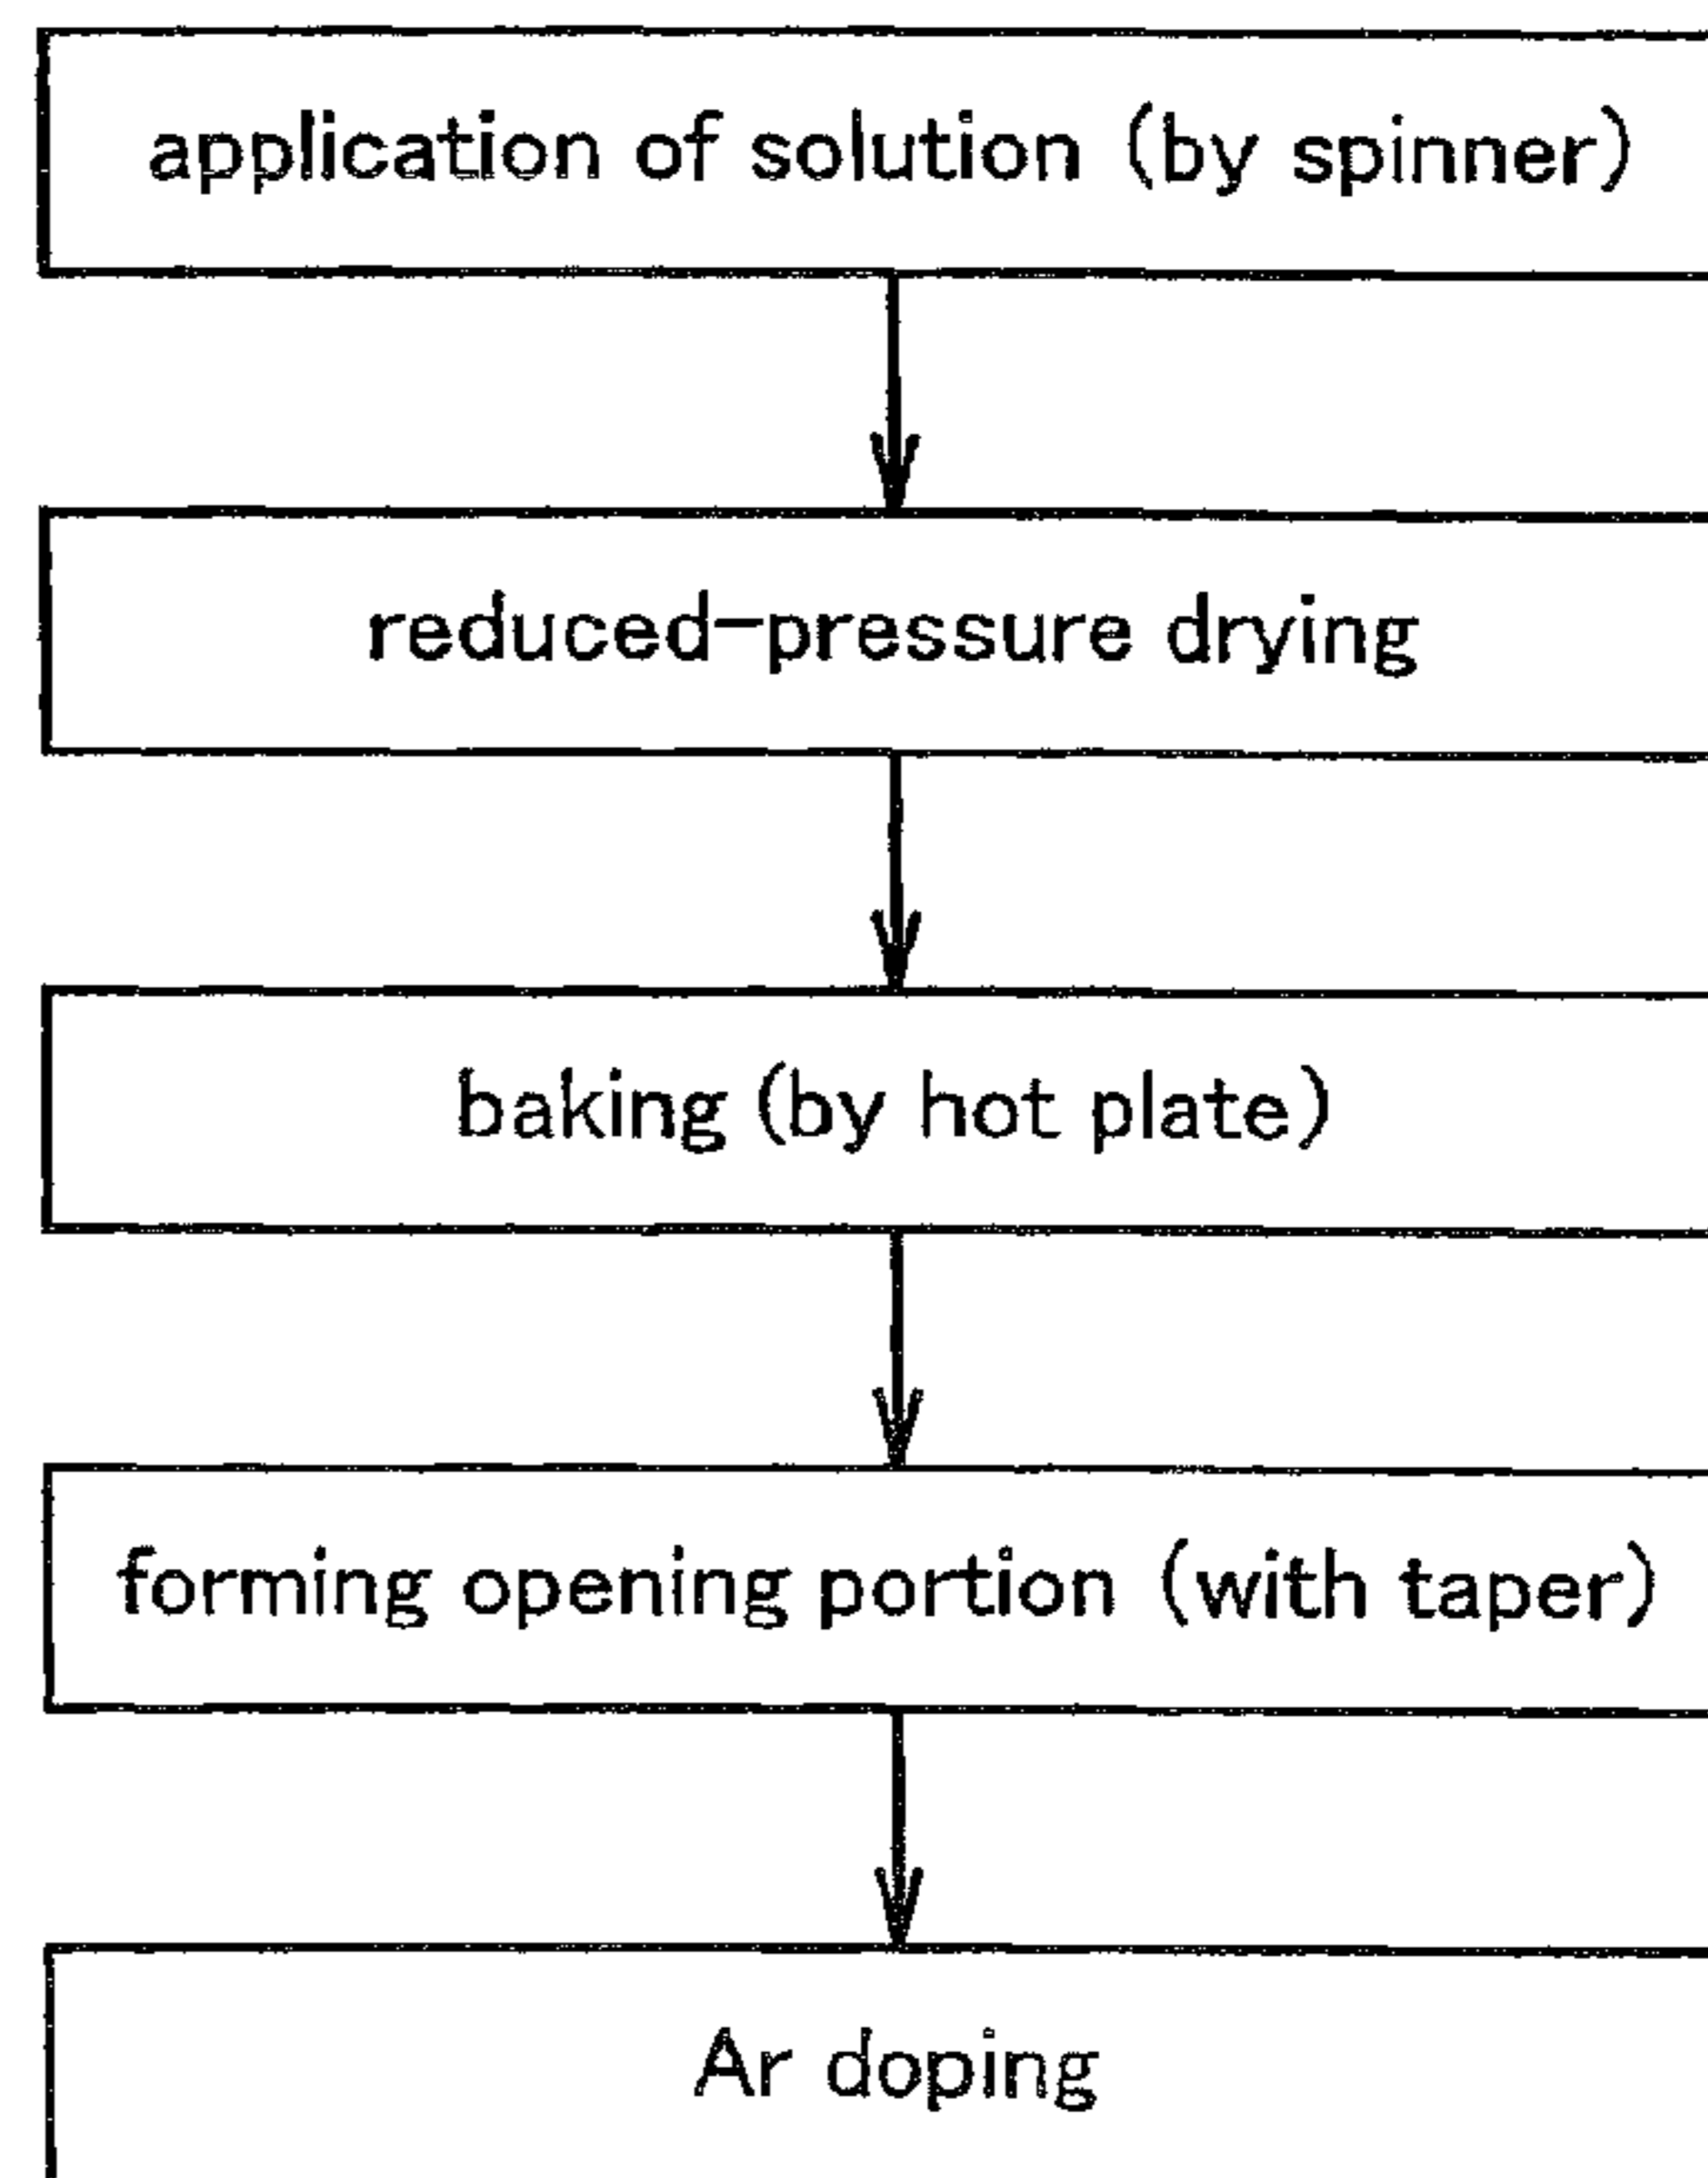 application of solution (by spinner)
reduced-pressure drying
baking (by hot plate)
forming opening portion (with taper)
Ar doping